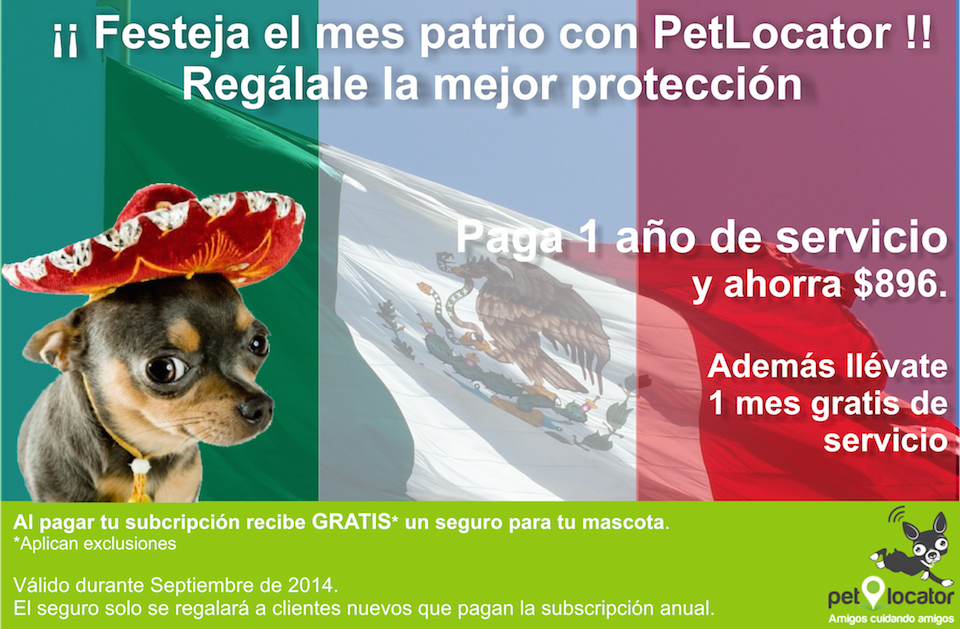 ¡¡ Festeja el mes patrio con PetLocator !!
Regálale la mejor protección
Paga 1 año de servicio
y ahorra $896.
Además llévate
1 mes gratis de
servicio
Al pagar tu subcripción recibe GRATIS* un seguro para tu mascota.
*Aplican exclusiones
Válido durante Septiembre de 2014.
El seguro solo se regalará a clientes nuevos que pagan la subscripción anual.
pet locator
Amigos cuidando amigos